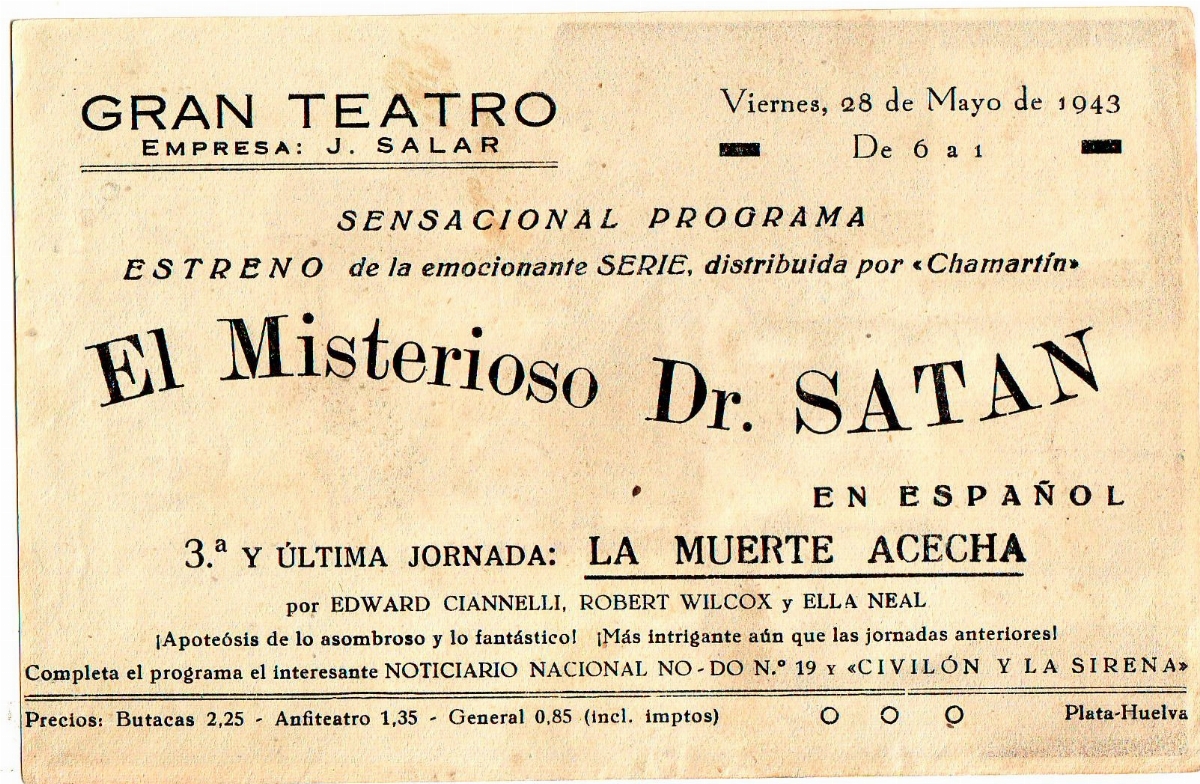 GRAN TEATRO
EMPRESA: J. SALAR
Viernes, 28 de Mayo de 1943
De 6 a 1
SENSACIONAL PROGRAMA
ESTRENO de la emocionante SERIE, distribuida por «Chamartín»
El Misterioso Dr. SATAN
EN ESPAÑOL
3.ª Y ÚLTIMA JORNADA: LA MUERTE ACECHA
por EDWARD CIANNELLI, ROBERT WILCOX y ELLA NEAL
¡Apoteósis de lo asombroso y lo fantástico! ¡Más intrigante aún que las jornadas anteriores!
Completa el programa el interesante NOTICIARIO NACIONAL NO-DO N.º 19 Y «CIVILÓN Y LA SIRENA»
Precios: Butacas 2,25 - Anfiteatro 1,35 - General 0,85 (incl. imptos) O O O Plata-Huelva